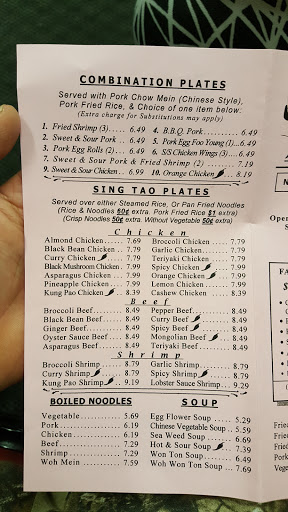 COMBINATION PLATES
Served with Pork Chow Mein (Chinese Style),
Pork Fried Rice, & Choice of one item below:
(Extra charge for Substitutions may apply)
1. Fried Shrimp (3) .... 6.49
2. Sweet & Sour Pork .. 6.49
3. Pork Egg Rolls (2) ... 6.49
4. B.B.Q. Pork ............ 6.49
5. Pork Egg Foo Young (1) ... 6.49
6. S/S Chicken Wings (3) ... 6.49
7. Sweet & Sour Pork & Fried Shrimp (2) ......... 7.19
9. Sweet & Sour Chicken .. 6.99
10. Orange Chicken ..... 8.19
SING TAO PLATES
Served over either Steamed Rice, Or Pan Fried Noodles
(Rice & Noodles 60¢ extra  Pork Fried Rice $1 extra)
(Crisp Noodles 50¢ extra  Without Vegetable 50¢ extra)
Chicken
Almond Chicken ...... 7.69
Black Bean Chicken .. 7.79
Curry Chicken ...... 7.79
Black Mushroom Chicken . 7.99
Asparagus Chicken .. 7.99
Pineapple Chicken .... 7.99
Kung Pao Chicken .. 8.39
Broccoli Chicken ...... 7.79
Garlic Chicken ......... 7.79
Teriyaki Chicken ...... 7.79
Spicy Chicken ...... 7.79
Orange Chicken ... 7.99
Lemon Chicken ........ 7.99
Cashew Chicken ...... 8.39
Beef
Broccoli Beef .......... 8.49
Black Bean Beef ...... 8.49
Ginger Beef ............ 8.49
Oyster Sauce Beef .... 8.49
Asparagus Beef ....... 8.49
Pepper Beef ............ 8.49
Curry Beef .......... 8.49
Spicy Beef .......... 8.49
Mongolian Beef .... 8.49
Teriyaki Beef .......... 8.49
Shrimp
Broccoli Shrimp ....... 8.79
Curry Shrimp ....... 8.79
Kung Pao Shrimp .. 9.19
Garlic Shrimp .......... 8.79
Spicy Shrimp ....... 8.79
Lobster Sauce Shrimp .. 9.29
BOILED NOODLES
Vegetable .............. 5.69
Pork ..................... 6.19
Chicken ................ 6.19
Beef ..................... 7.29
Shrimp ................. 7.29
Woh Mein .............. 7.59
SOUP
Egg Flower Soup ...... 5.29
Chinese Vegetable Soup .. 5.59
Sea Weed Soup ........ 6.69
Hot & Sour Soup .... 7.39
Won Ton Soup ......... 6.49
Woh Won Ton Soup ... 7.69